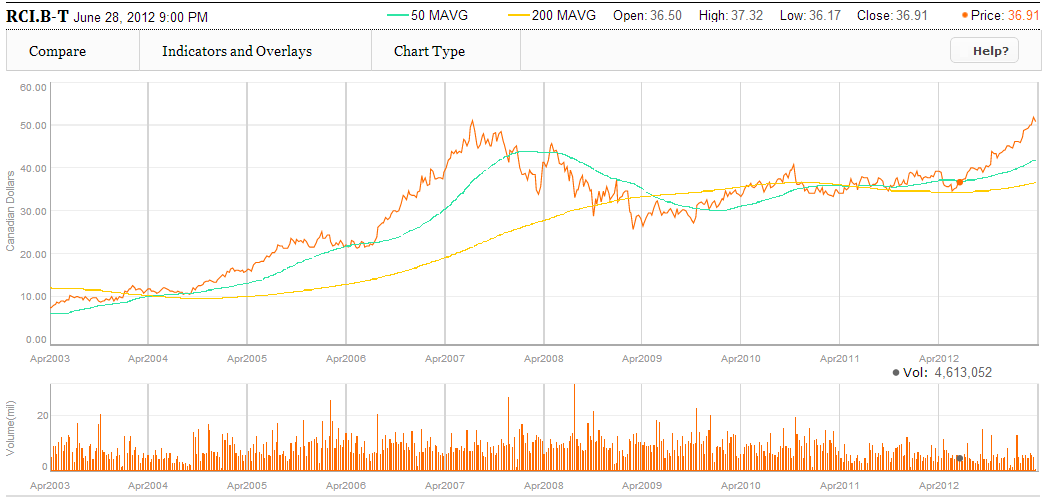 RCI.B-T June 28, 2012 9:00 PM 50 MAVG 200 MAVG Open: 36.50 High: 37.32 Low: 36.17 Close: 36.91 Price: 36.91
Compare Indicators and Overlays Chart Type Help?
60.00
50.00
40.00
30.00
20.00
10.00
0.00
Canadian Dollars
Apr2003 Apr2004 Apr2005 Apr2006 Apr2007 Apr2008 Apr2009 Apr2010 Apr2011 Apr2012
Vol: 4,613,052
20
0
Volume(mil)
Apr2003 Apr2004 Apr2005 Apr2006 Apr2007 Apr2008 Apr2009 Apr2010 Apr2011 Apr2012